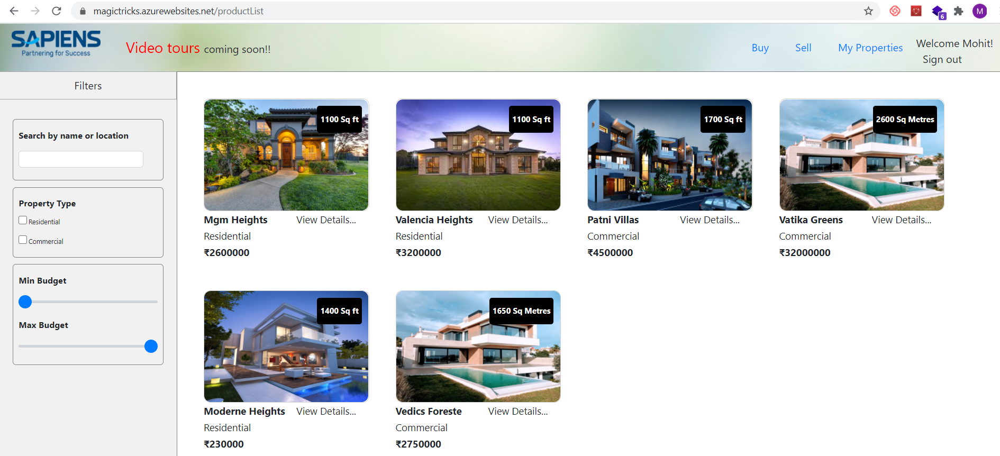 magictricks.azurewebsites.net/productList
M
6
SAPIENS
Partnering for Success
Video tours coming soon!!
Buy
Sell
My Properties
Welcome Mohit!
Sign out
Filters
Search by name or location
Property Type
Residential
Commercial
Min Budget
Max Budget
1100 Sq ft
Mgm Heights
View Details...
Residential
₹2600000
1100 Sq ft
Valencia Heights
View Details...
Residential
₹3200000
1700 Sq ft
Patni Villas
View Details...
Commercial
₹4500000
2600 Sq Metres
Vatika Greens
View Details...
Commercial
₹32000000
1400 Sq ft
Moderne Heights
View Details...
Residential
₹230000
1650 Sq Metres
Vedics Foreste
View Details...
Commercial
₹2750000